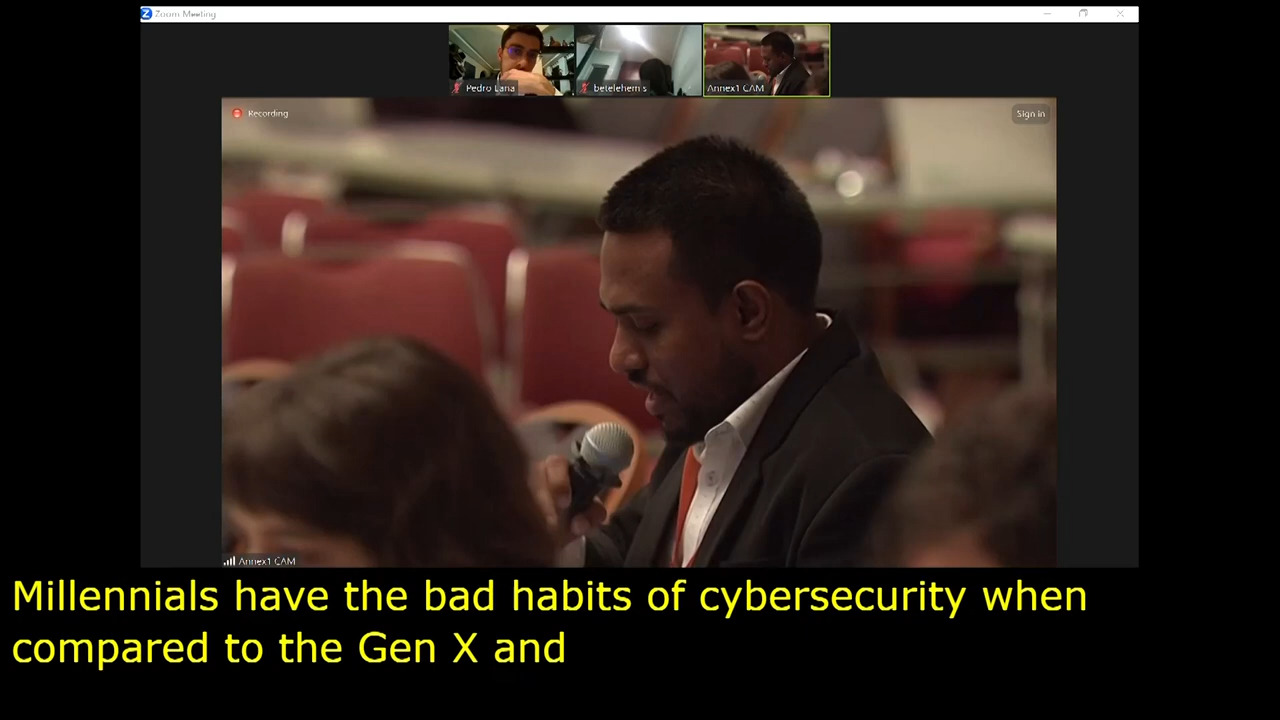 Zoom Meeting
Pedro Lana
betelehem s
Annex1 CAM
Recording
Sign in
Annex1 CAM
Millennials have the bad habits of cybersecurity when
compared to the Gen X and